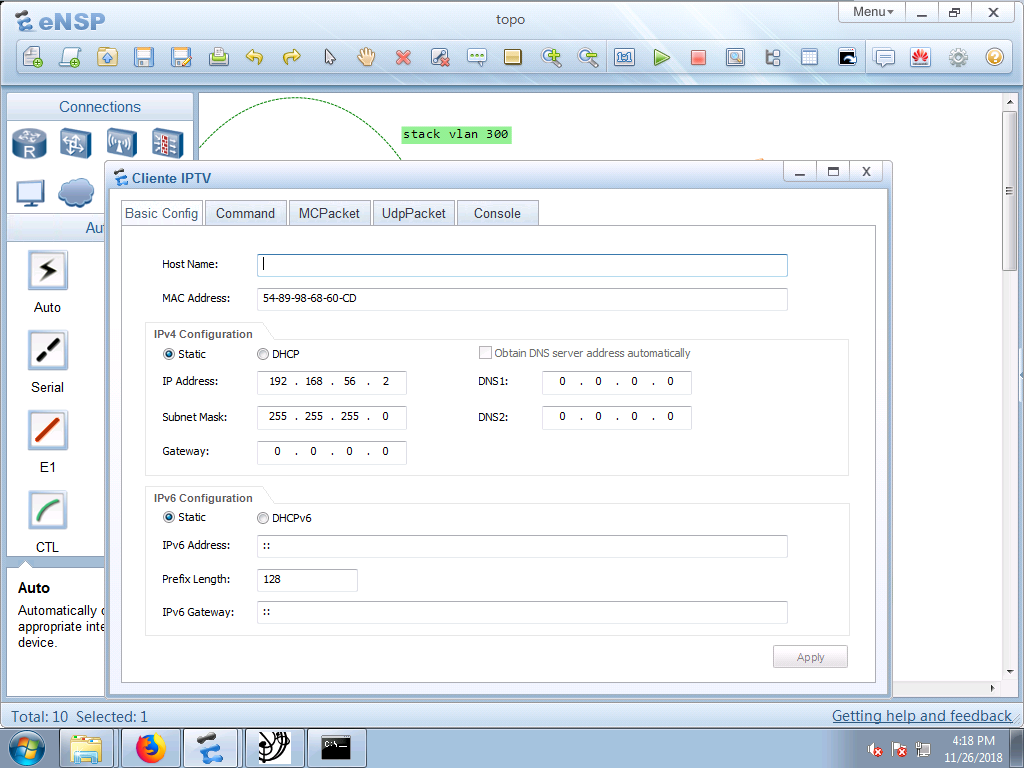 eNSP
topo
Menu
Connections
stack vlan 300
R
Cliente IPTV
Basic Config
Command
MCPacket
UdpPacket
Console
Host Name:
MAC Address: 54-89-98-68-60-CD
IPv4 Configuration
Static DHCP Obtain DNS server address automatically
IP Address: 192 . 168 . 56 . 2 DNS1: 0 . 0 . 0 . 0
Subnet Mask: 255 . 255 . 255 . 0 DNS2: 0 . 0 . 0 . 0
Gateway: 0 . 0 . 0 . 0
IPv6 Configuration
Static DHCPv6
IPv6 Address: ::
Prefix Length: 128
IPv6 Gateway: ::
Apply
Au
Auto
Serial
E1
CTL
Auto
Automatically
appropriate inte
device.
Total: 10 Selected: 1
Getting help and feedback
4:18 PM
11/26/2018